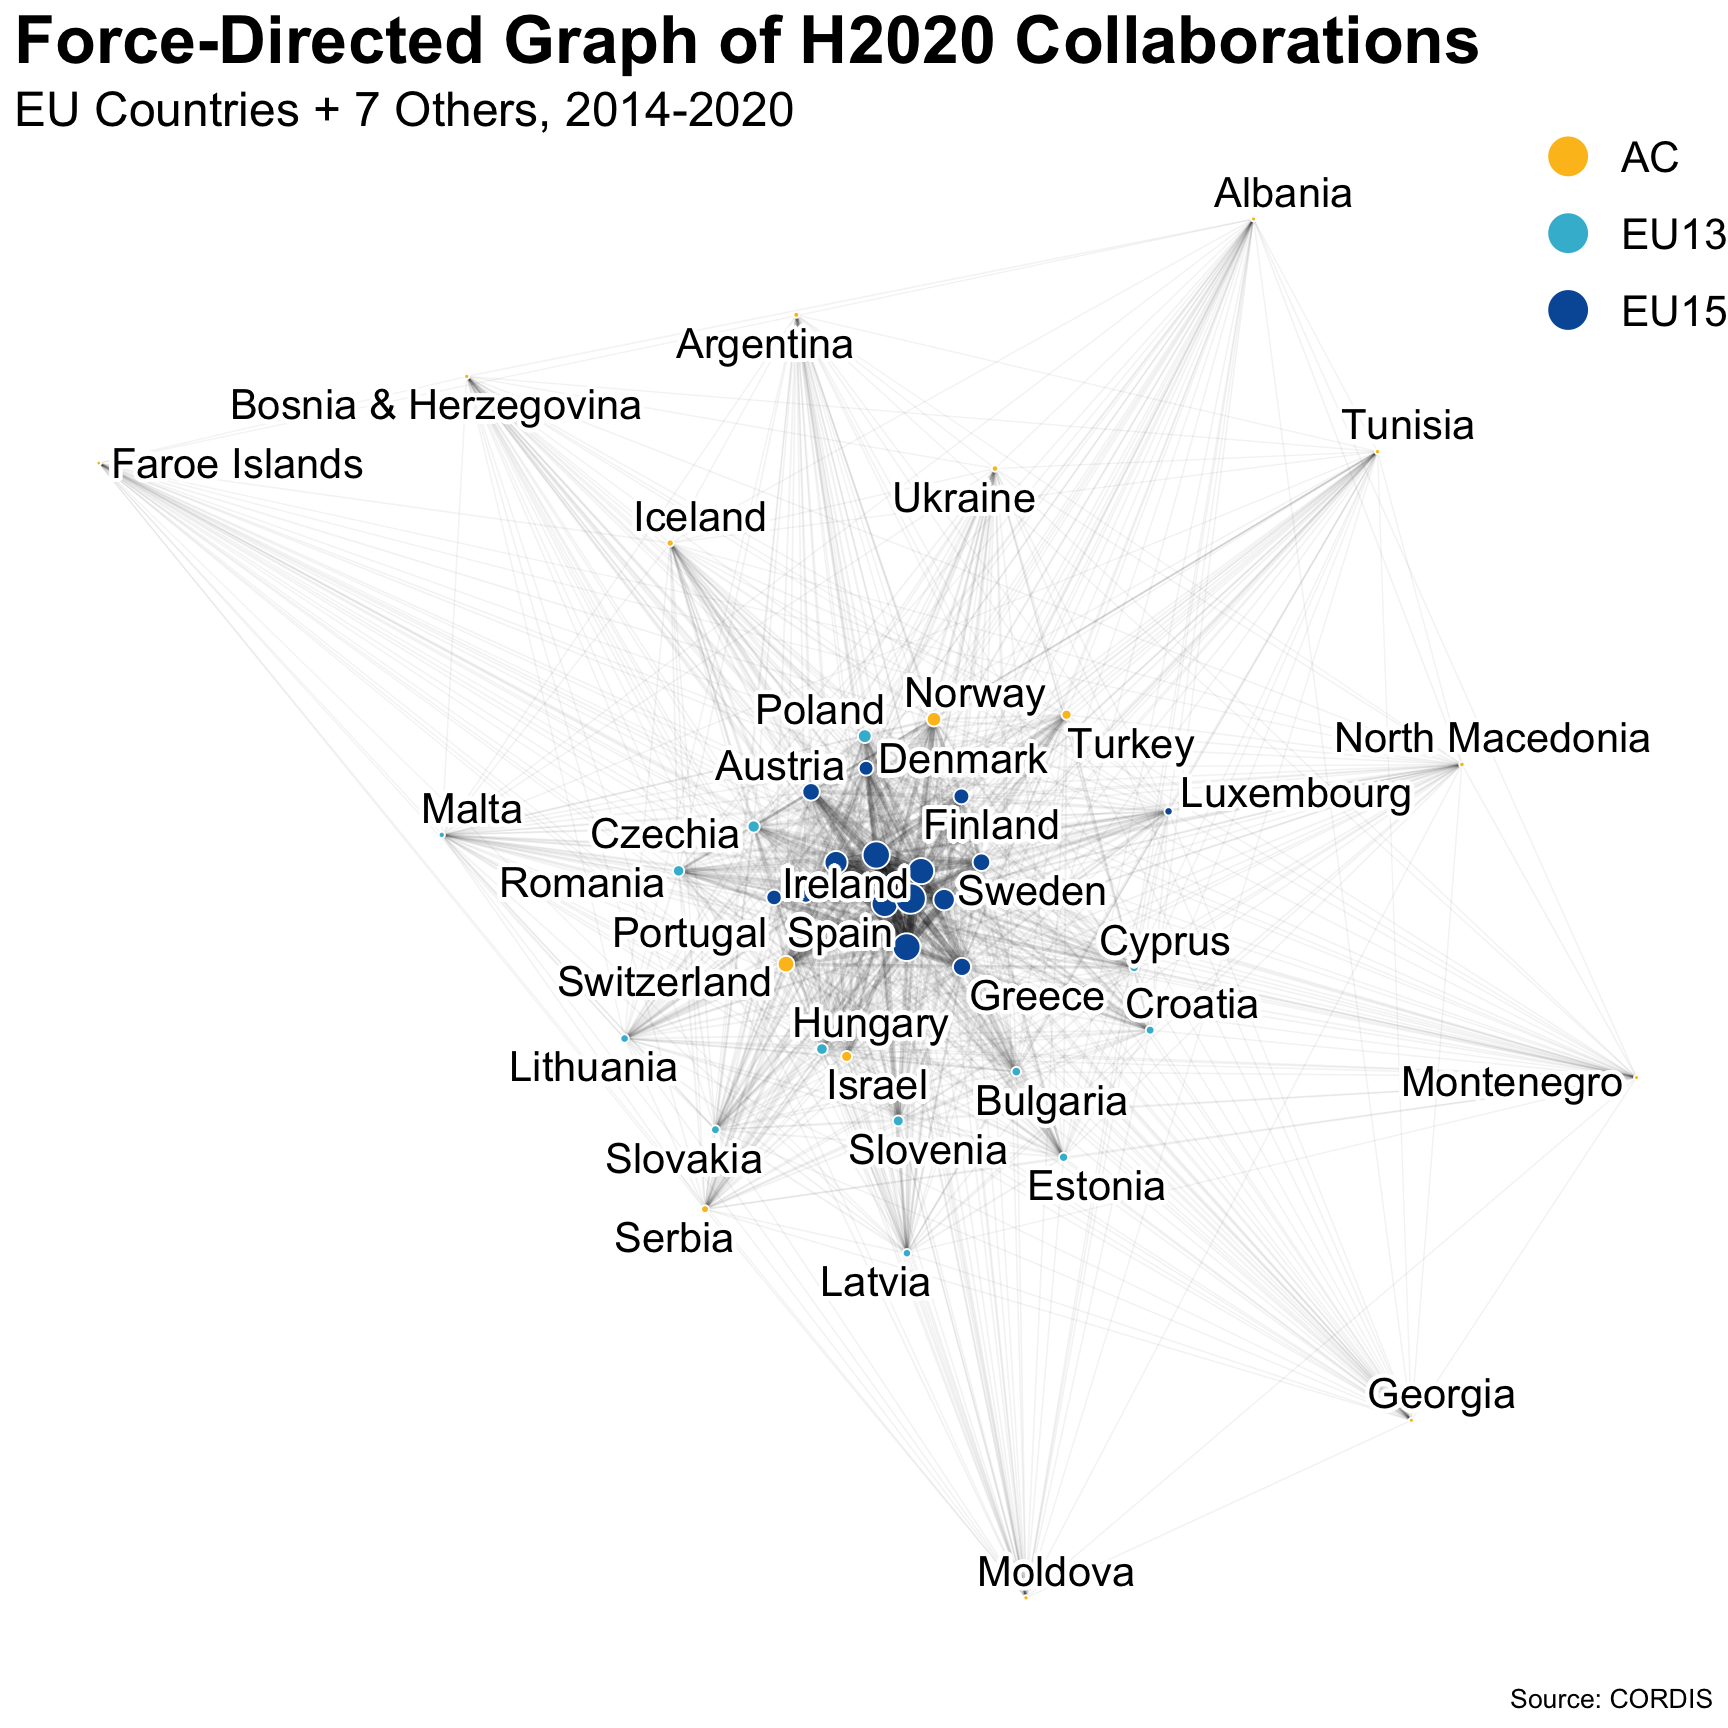 Force-Directed Graph of H2020 Collaborations
EU Countries + 7 Others, 2014-2020
AC
EU13
EU15
Albania
Argentina
Bosnia & Herzegovina
Tunisia
Faroe Islands
Ukraine
Iceland
Norway
Poland
Turkey
North Macedonia
Denmark
Austria
Luxembourg
Malta
Finland
Czechia
Romania
Ireland
Sweden
Portugal
Spain
Cyprus
Switzerland
Greece
Croatia
Hungary
Lithuania
Israel
Montenegro
Bulgaria
Slovenia
Slovakia
Estonia
Serbia
Latvia
Georgia
Moldova
Source: CORDIS